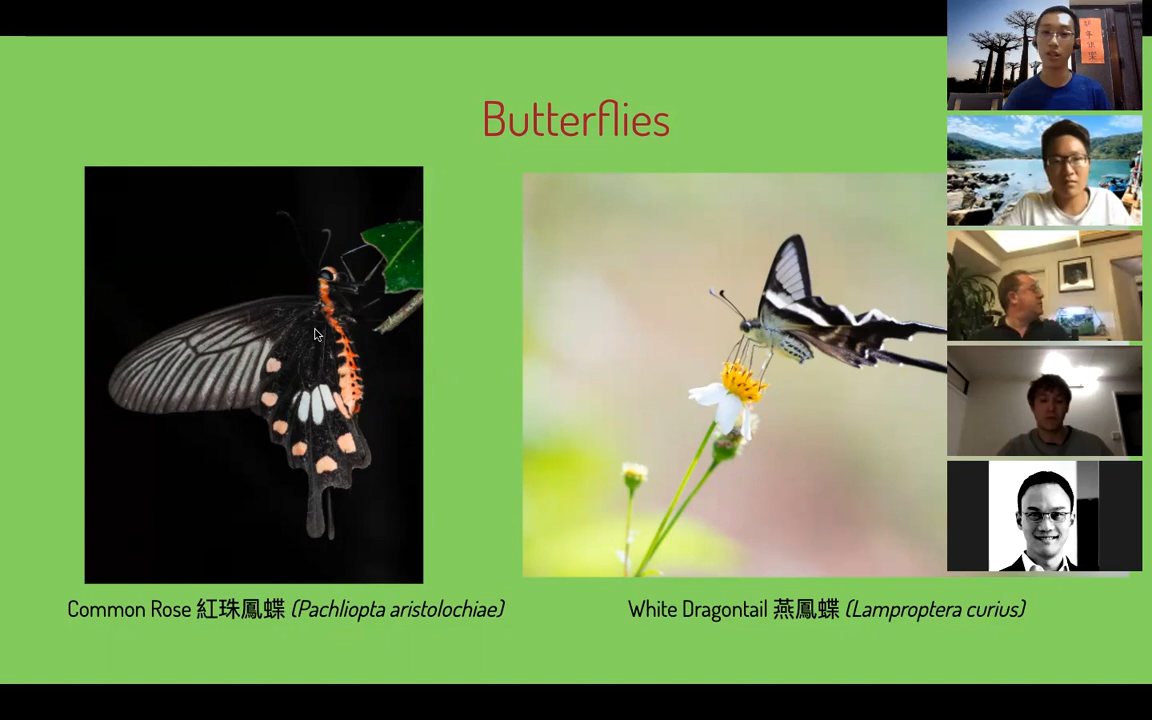 Butterflies
Common Rose 紅珠鳳蝶 (Pachliopta aristolochiae)
White Dragontail 燕鳳蝶 (Lamproptera curius)